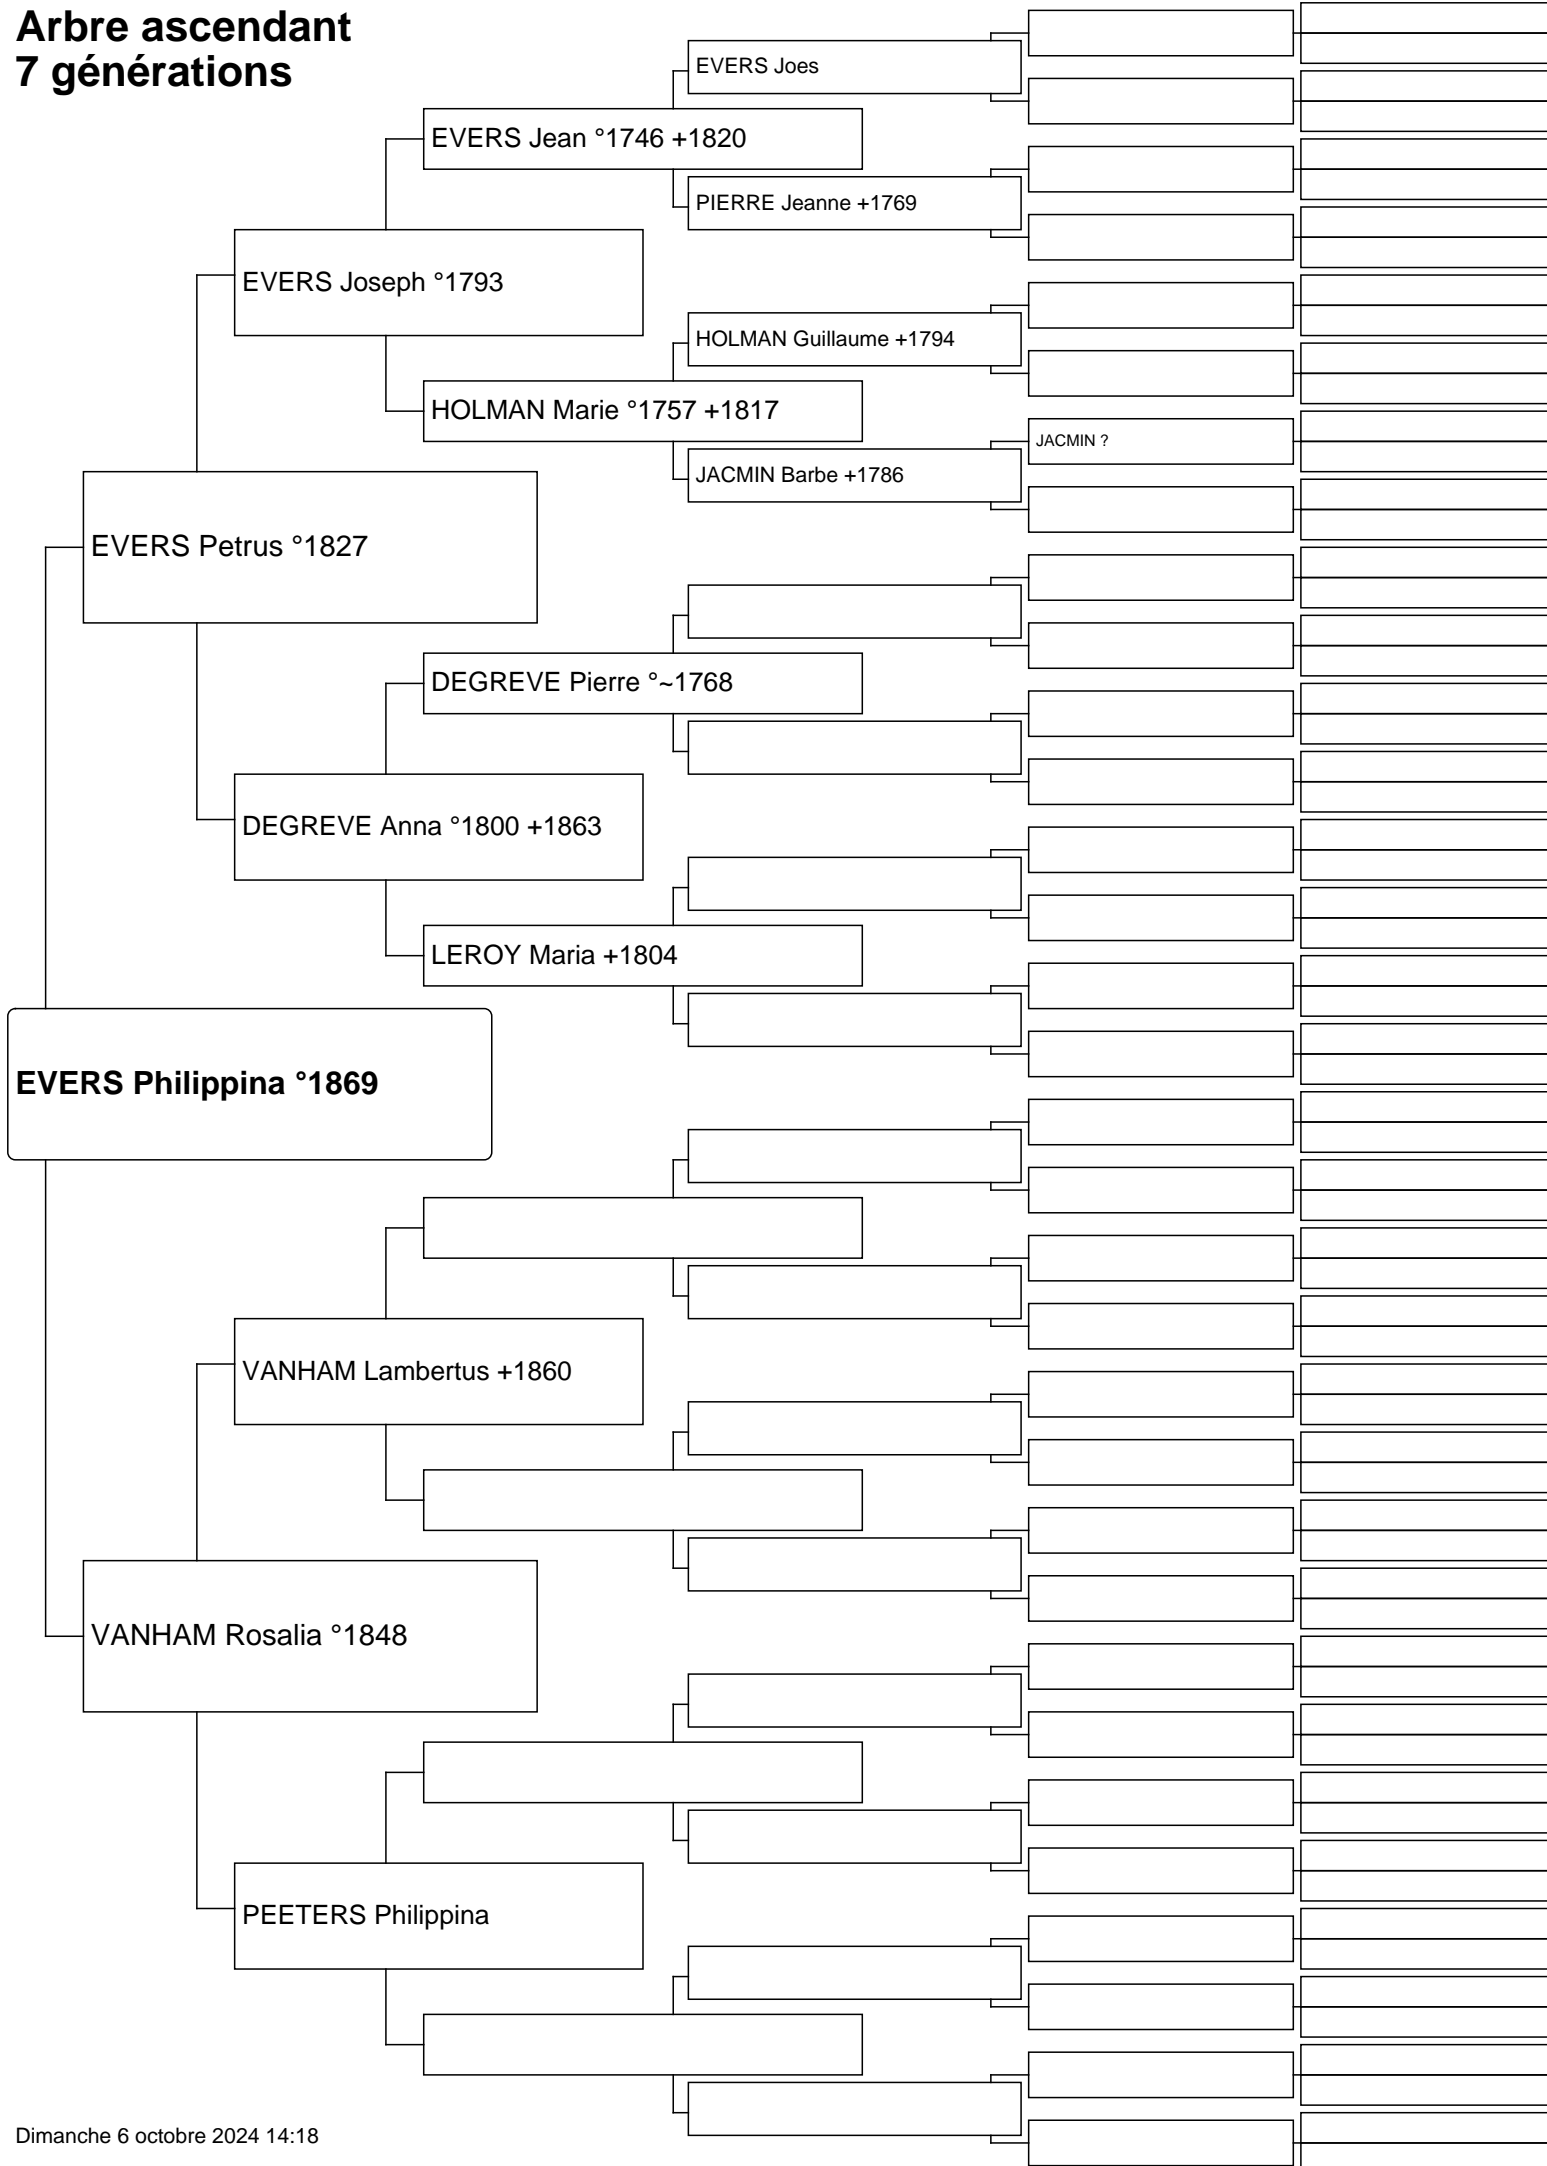 Arbre ascendant
7 générations
EVERS Joes
EVERS Jean °1746 +1820
PIERRE Jeanne +1769
EVERS Joseph °1793
HOLMAN Guillaume +1794
HOLMAN Marie °1757 +1817
JACMIN ?
JACMIN Barbe +1786
EVERS Petrus °1827
DEGREVE Pierre °~1768
DEGREVE Anna °1800 +1863
LEROY Maria +1804
EVERS Philippina °1869
VANHAM Lambertus +1860
VANHAM Rosalia °1848
PEETERS Philippina
Dimanche 6 octobre 2024 14:18